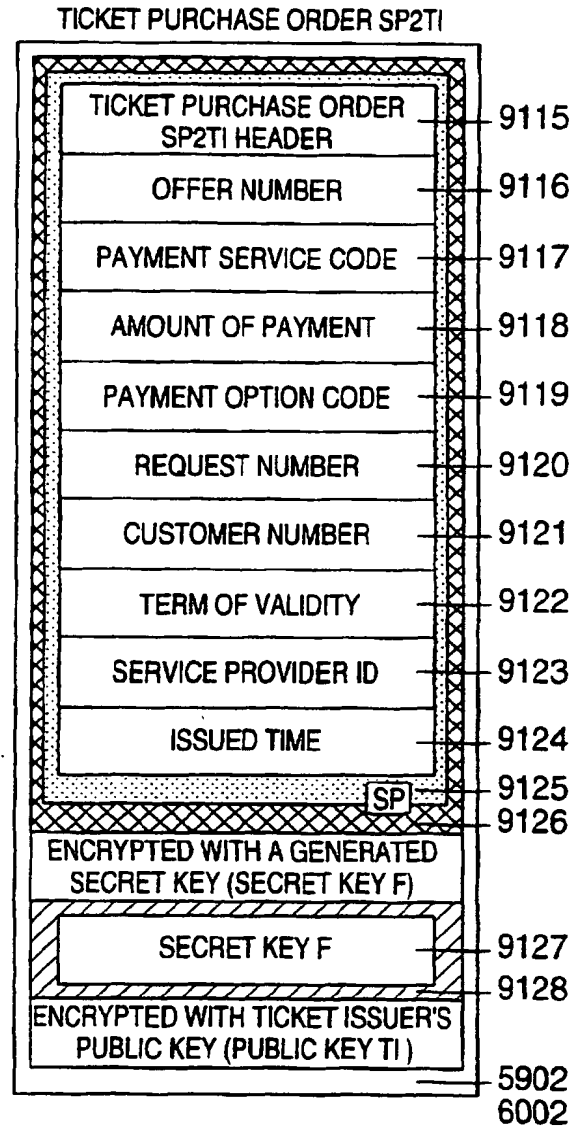 TICKET PURCHASE ORDER SP2TI
TICKET PURCHASE ORDER
SP2TI HEADER
9115
OFFER NUMBER
9116
PAYMENT SERVICE CODE
9117
AMOUNT OF PAYMENT
9118
PAYMENT OPTION CODE
9119
REQUEST NUMBER
9120
CUSTOMER NUMBER
9121
TERM OF VALIDITY
9122
SERVICE PROVIDER ID
9123
ISSUED TIME
9124
SP
9125
9126
ENCRYPTED WITH A GENERATED
SECRET KEY (SECRET KEY F)
SECRET KEY F
9127
9128
ENCRYPTED WITH TICKET ISSUER'S
PUBLIC KEY (PUBLIC KEY TI )
5902
6002